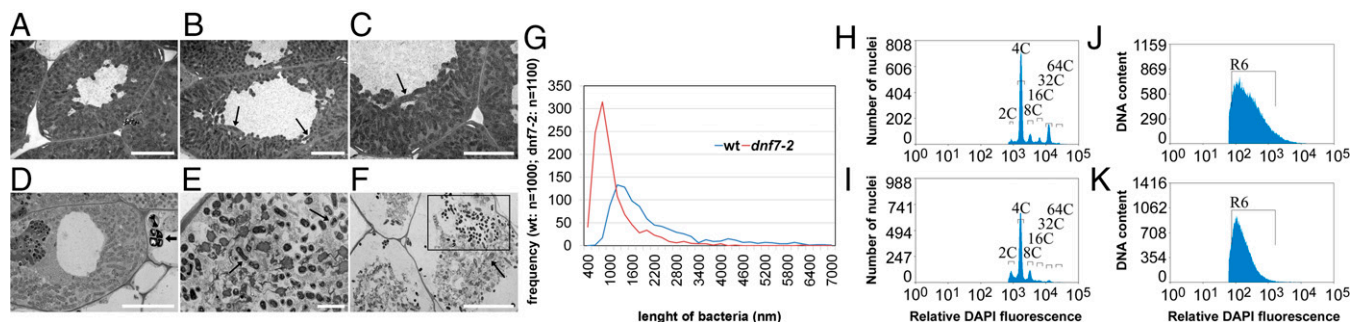 A
B
C
D
E
F
G
frequency (wt: n=1000; dnf7-2: n=1100)
350
300
250
200
150
100
50
0
wt dnf7-2
400
1000
1600
2200
2800
3400
4000
4600
5200
5800
6400
7000
lenght of bacteria (nm)
H
Number of nuclei
808
606
404
202
0
2C
4C
8C
16C
32C
64C
10⁰ 10¹ 10² 10³ 10⁴ 10⁵
I
Number of nuclei
988
741
494
247
0
2C
4C
8C
16C
32C
64C
10⁰ 10¹ 10² 10³ 10⁴ 10⁵
Relative DAPI fluorescence
J
DNA content
1159
869
580
290
0
R6
10⁰ 10¹ 10² 10³ 10⁴ 10⁵
K
DNA content
1416
1062
708
354
0
R6
10⁰ 10¹ 10² 10³ 10⁴ 10⁵
Relative DAPI fluorescence